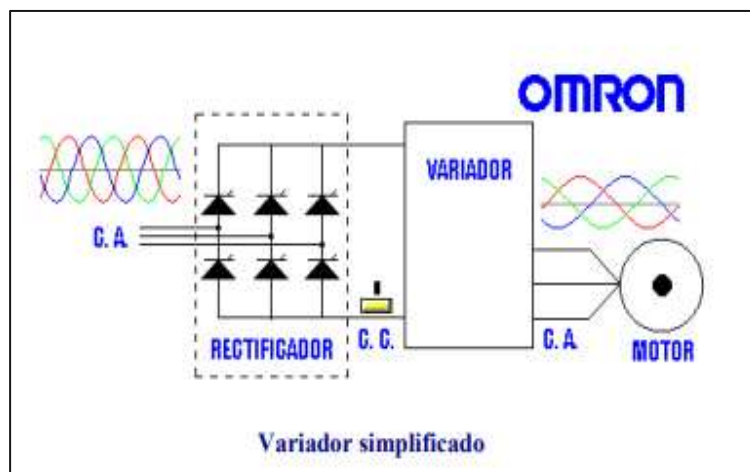 OMRON
VARIADOR
C. A.
RECTIFICADOR
C. C.
C. A.
MOTOR
Variador simplificado